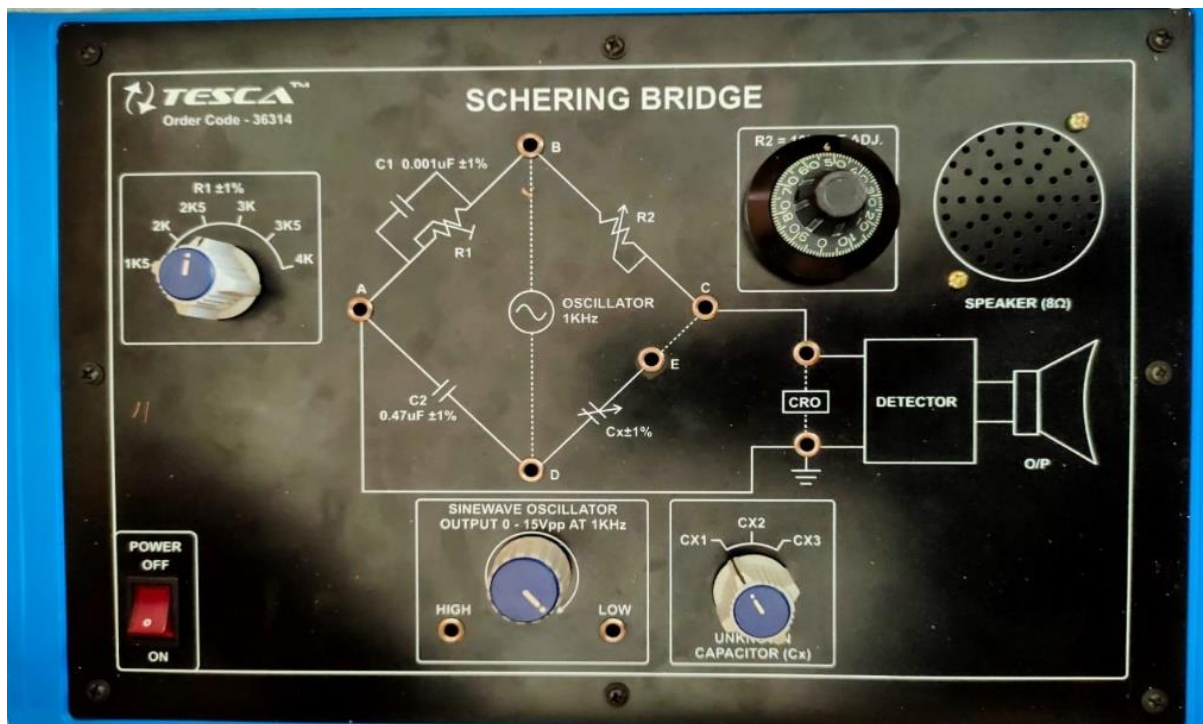 TESCA™
Order Code - 36314
SCHERING BRIDGE
R1 ±1%
1K5
2K
2K5
3K
3K5
4K
C1 0.001uF ±1%
R1
B
R2
A
C
OSCILLATOR
1KHz
E
C2
0.47uF ±1%
Cx±1%
D
ADJ.
SPEAKER (8Ω)
CRO
DETECTOR
O/P
POWER
OFF
ON
SINEWAVE OSCILLATOR
OUTPUT 0 - 15Vpp AT 1KHz
HIGH
LOW
CX1
CX2
CX3
CAPACITOR (Cx)